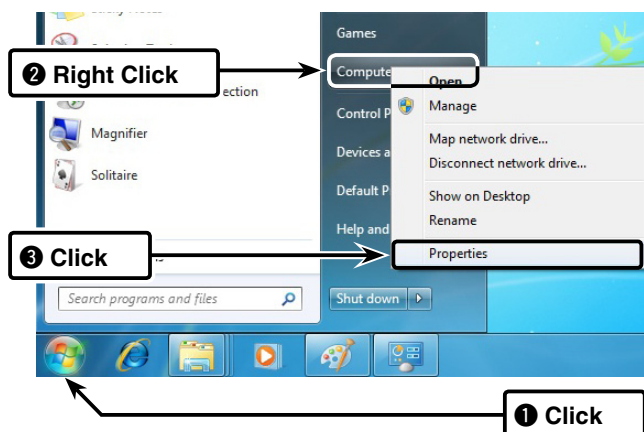 Games
❷ Right Click
Compute
ection
Open
Manage
Control P
Magnifier
Map network drive...
Devices a
Disconnect network drive...
Solitaire
Default P
Show on Desktop
Rename
Help and
❸ Click
Properties
Search programs and files
Shut down
❶ Click